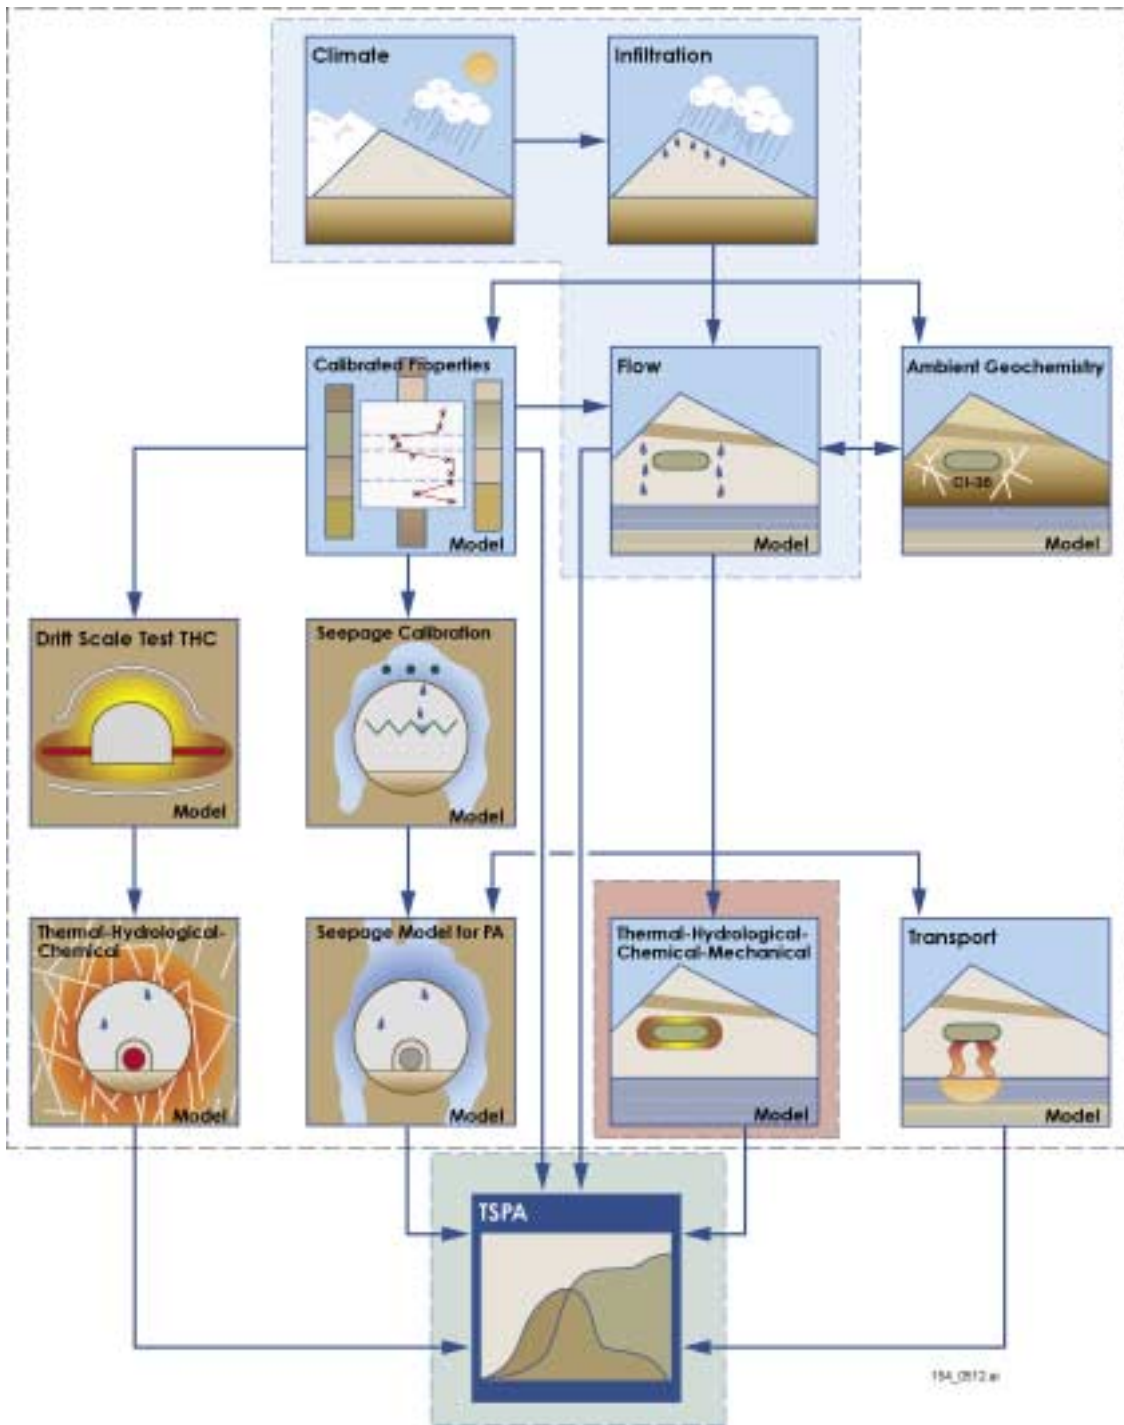 Climate
Infiltration
Calibrated Properties
Model
Flow
Model
Ambient Geochemistry
Cl-36
Model
Drift Scale Test THC
Model
Seepage Calibration
Model
Thermal-Hydrological-
Chemical
Model
Seepage Model for PA
Model
Thermal-Hydrological-
Chemical-Mechanical
Model
Transport
Model
TSPA
154_0512.ai